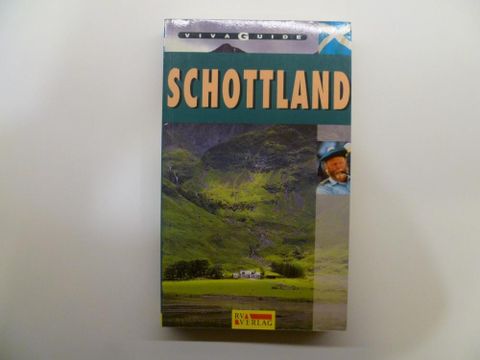 VIVA GUIDE
SCHOTTLAND
RV
VERLAG